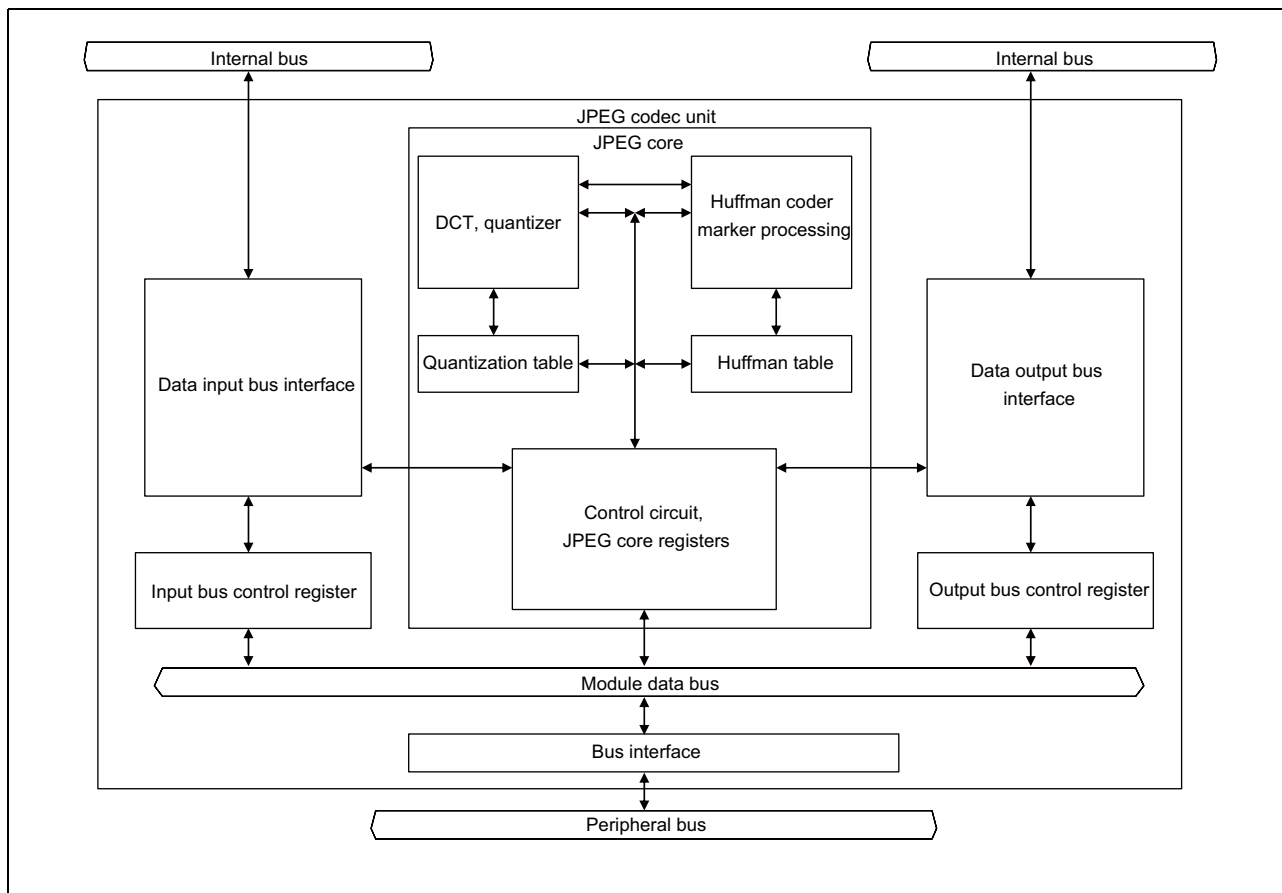 Internal bus
Internal bus
JPEG codec unit
JPEG core
DCT, quantizer
Huffman coder
marker processing
Quantization table
Huffman table
Data input bus interface
Data output bus
interface
Control circuit,
JPEG core registers
Input bus control register
Output bus control register
Module data bus
Bus interface
Peripheral bus